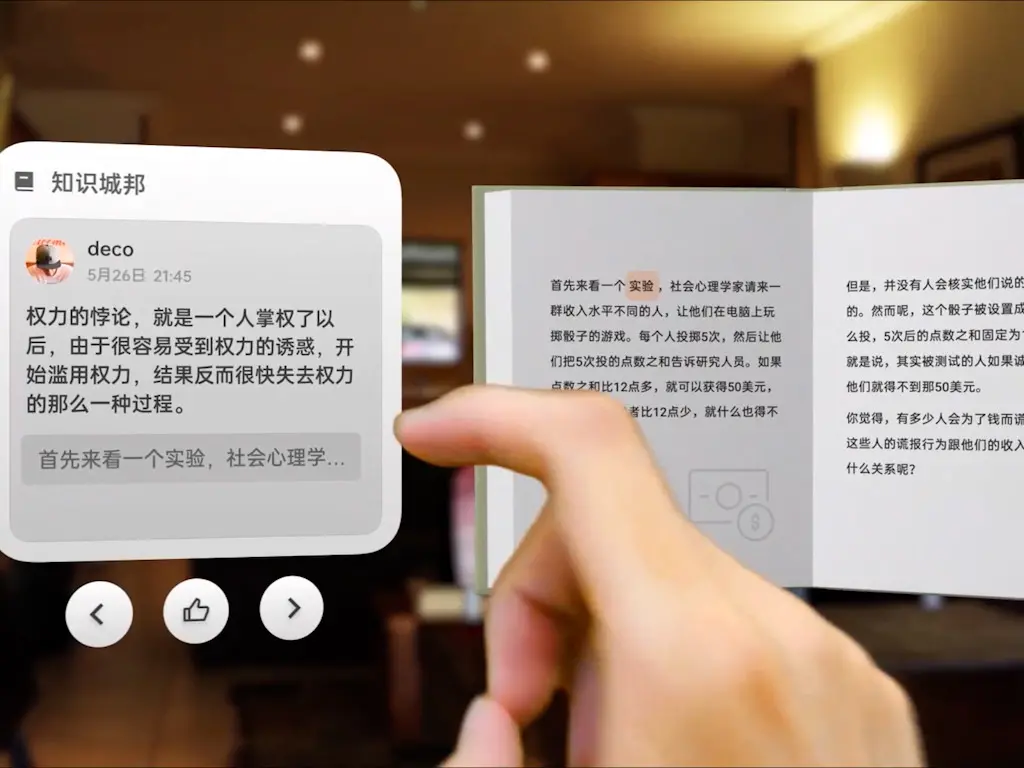 知识城邦
deco
5月26日 21:45
权力的悖论，就是一个人掌权了以
后，由于很容易受到权力的诱惑，开
始滥用权力，结果反而很快失去权力
的那么一种过程。
首先来看一个实验，社会心理学...
首先来看一个实验，社会心理学家请来一
群收入水平不同的人，让他们在电脑上玩
掷骰子的游戏。每个人投掷5次，然后让他
们把5次投的点数之和告诉研究人员。如果
点数之和比12点多，就可以获得50美元，
者比12点少，就什么也得不
但是，并没有人会核实他们说的
的。然而呢，这个骰子被设置成
么投，5次后的点数之和固定为
就是说，其实被测试的人如果诚
他们就得不到那50美元。
你觉得，有多少人会为了钱而谎
这些人的谎报行为跟他们的收入
什么关系呢？